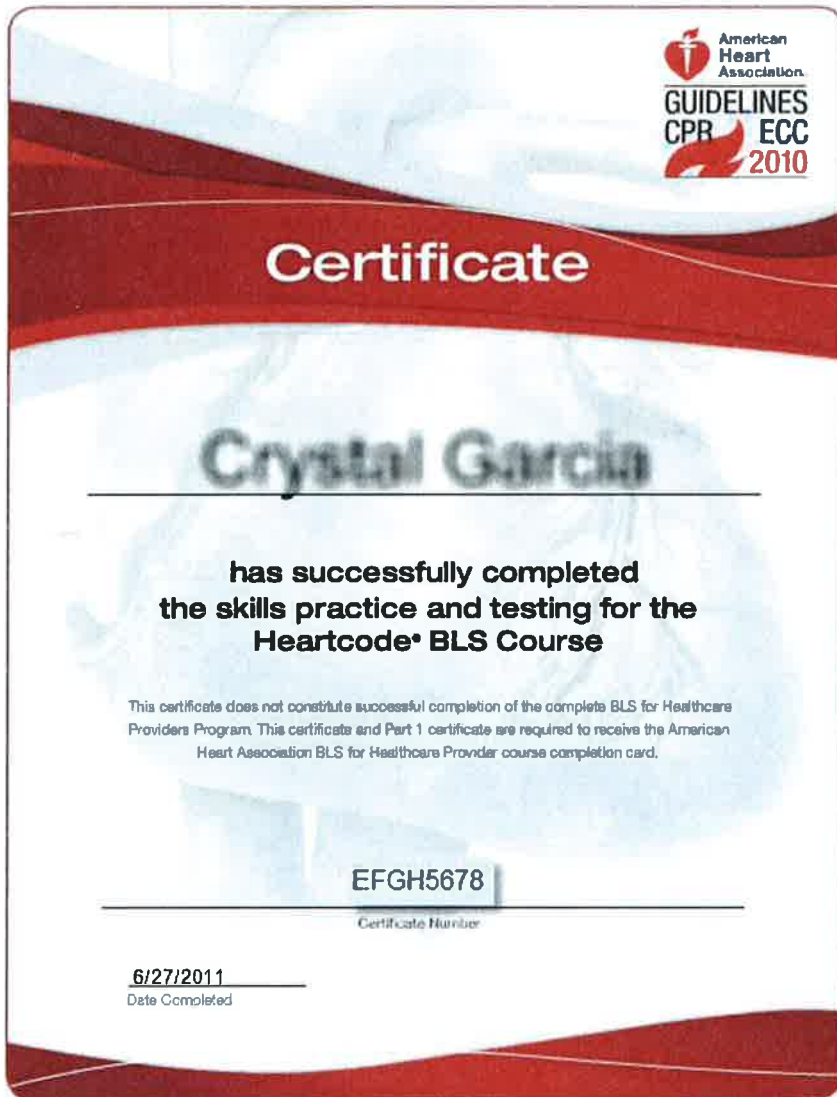 American
Heart
Association
GUIDELINES
CPR ECC
2010
Certificate
Crystal Garcia
has successfully completed
the skills practice and testing for the
Heartcode® BLS Course
This certificate does not constitute successful completion of the complete BLS for Healthcare
Providers Program. This certificate and Part 1 certificate are required to receive the American
Heart Association BLS for Healthcare Provider course completion card.
EFGH5678
Certificate Number
6/27/2011
Date Completed